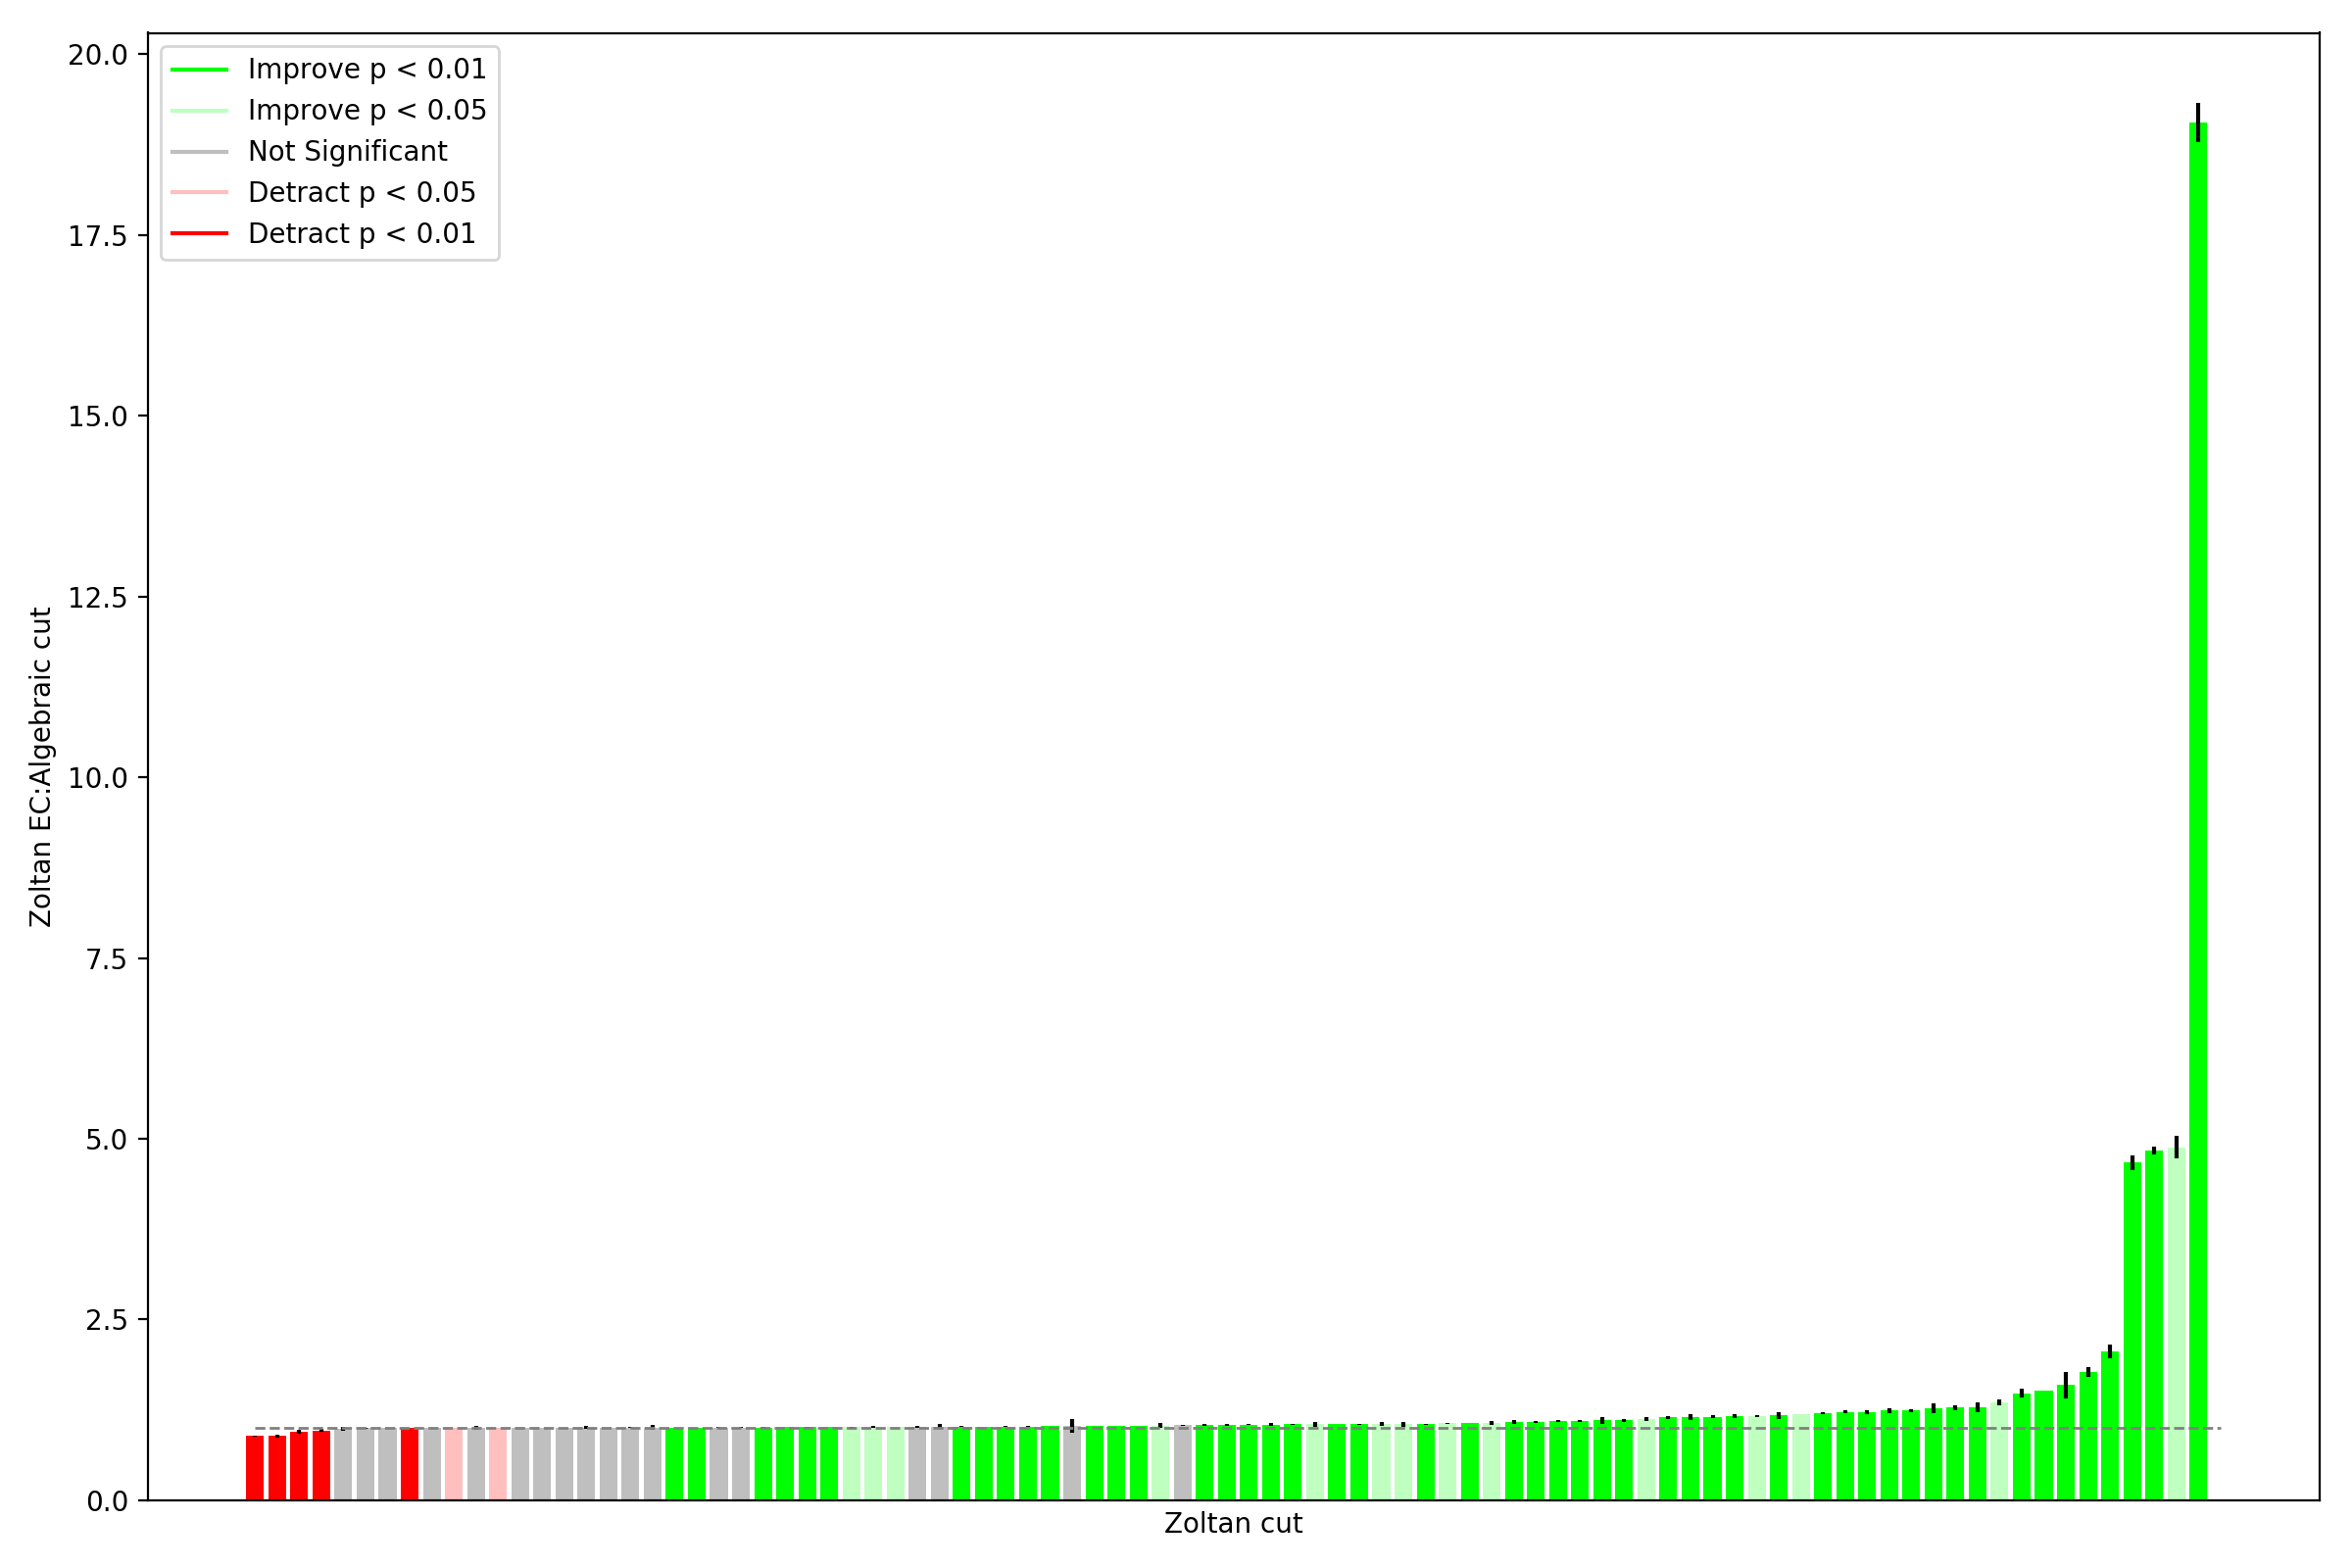 Improve p < 0.01
Improve p < 0.05
Not Significant
Detract p < 0.05
Detract p < 0.01
20.0
17.5
15.0
12.5
10.0
7.5
5.0
2.5
0.0
Zoltan EC:Algebraic cut
Zoltan cut